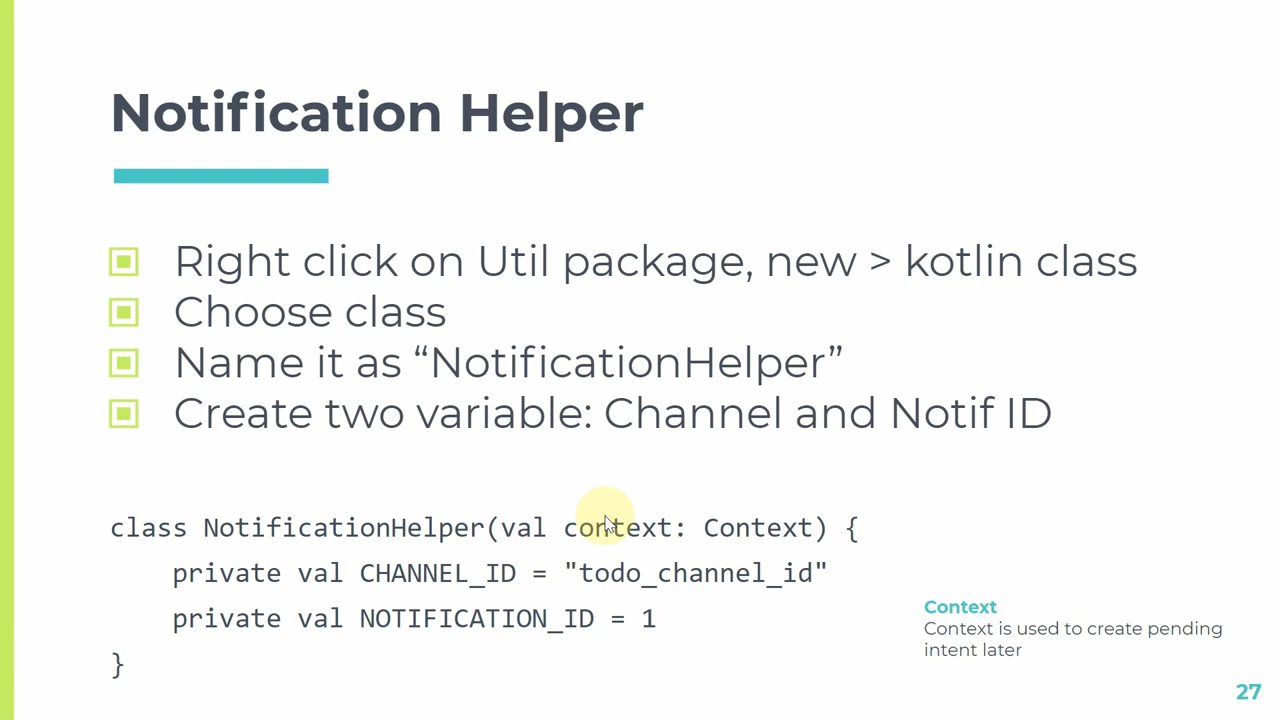 Notification Helper
Right click on Util package, new > kotlin class
Choose class
Name it as “NotificationHelper”
Create two variable: Channel and Notif ID
class NotificationHelper(val context: Context) {
    private val CHANNEL_ID = "todo_channel_id"
    private val NOTIFICATION_ID = 1
}
Context
Context is used to create pending
intent later
27